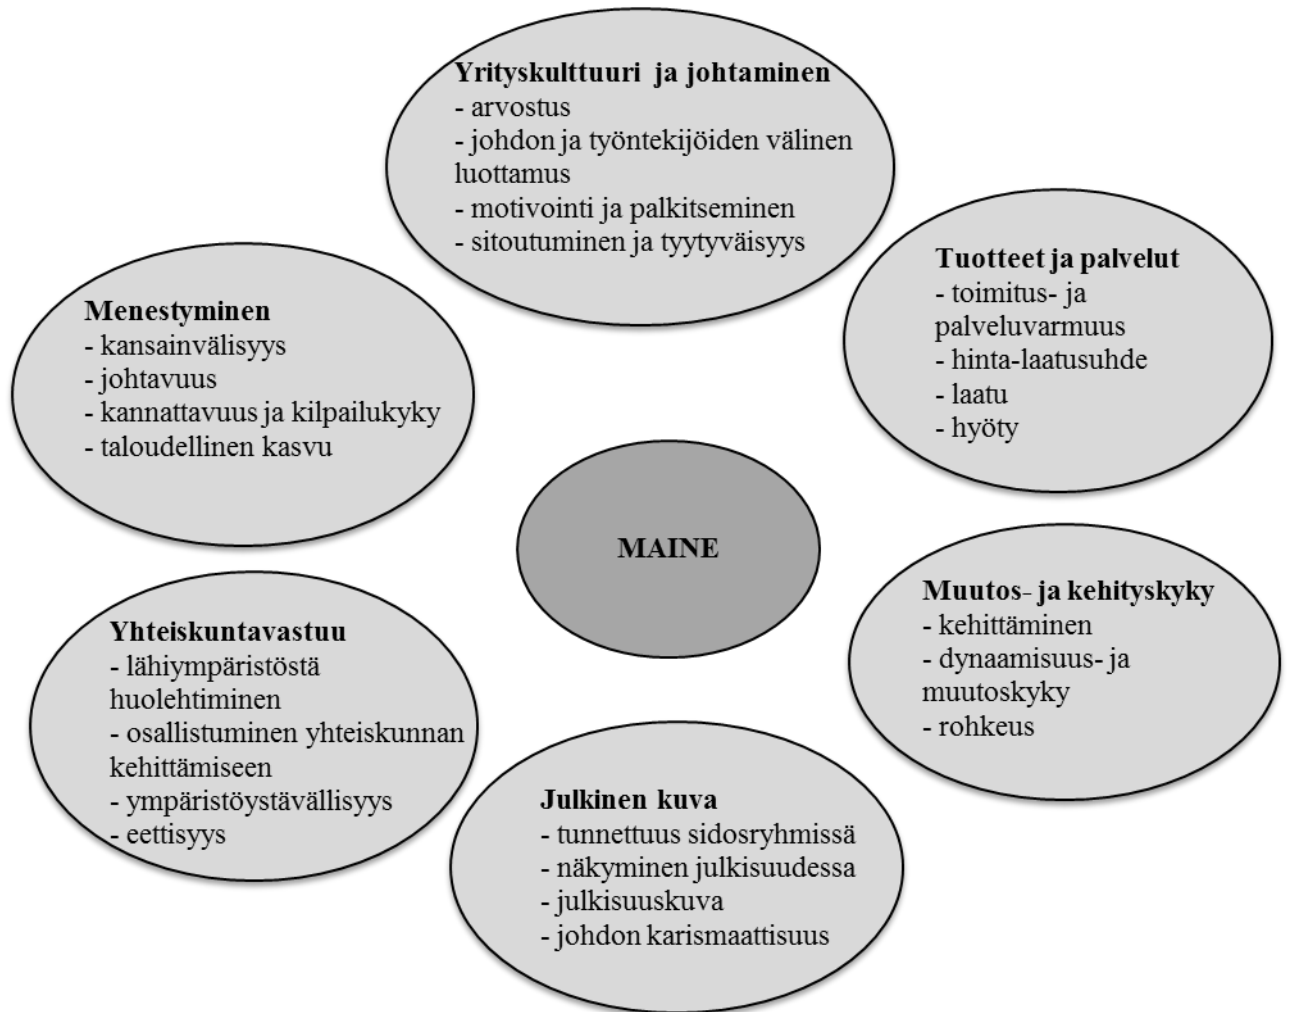 Yrityskulttuuri ja johtaminen
- arvostus
- johdon ja työntekijöiden välinen
luottamus
- motivointi ja palkitseminen
- sitoutuminen ja tyytyväisyys
Tuotteet ja palvelut
- toimitus- ja
palveluvarmuus
- hinta-laatusuhde
- laatu
- hyöty
Menestyminen
- kansainvälisyys
- johtavuus
- kannattavuus ja kilpailukyky
- taloudellinen kasvu
MAINE
Muutos- ja kehityskyky
- kehittäminen
- dynaamisuus- ja
muutoskyky
- rohkeus
Yhteiskuntavastuu
- lähiympäristöstä
huolehtiminen
- osallistuminen yhteiskunnan
kehittämiseen
- ympäristöystävällisyys
- eettisyys
Julkinen kuva
- tunnettuus sidosryhmissä
- näkyminen julkisuudessa
- julkisuuskuva
- johdon karismaattisuus